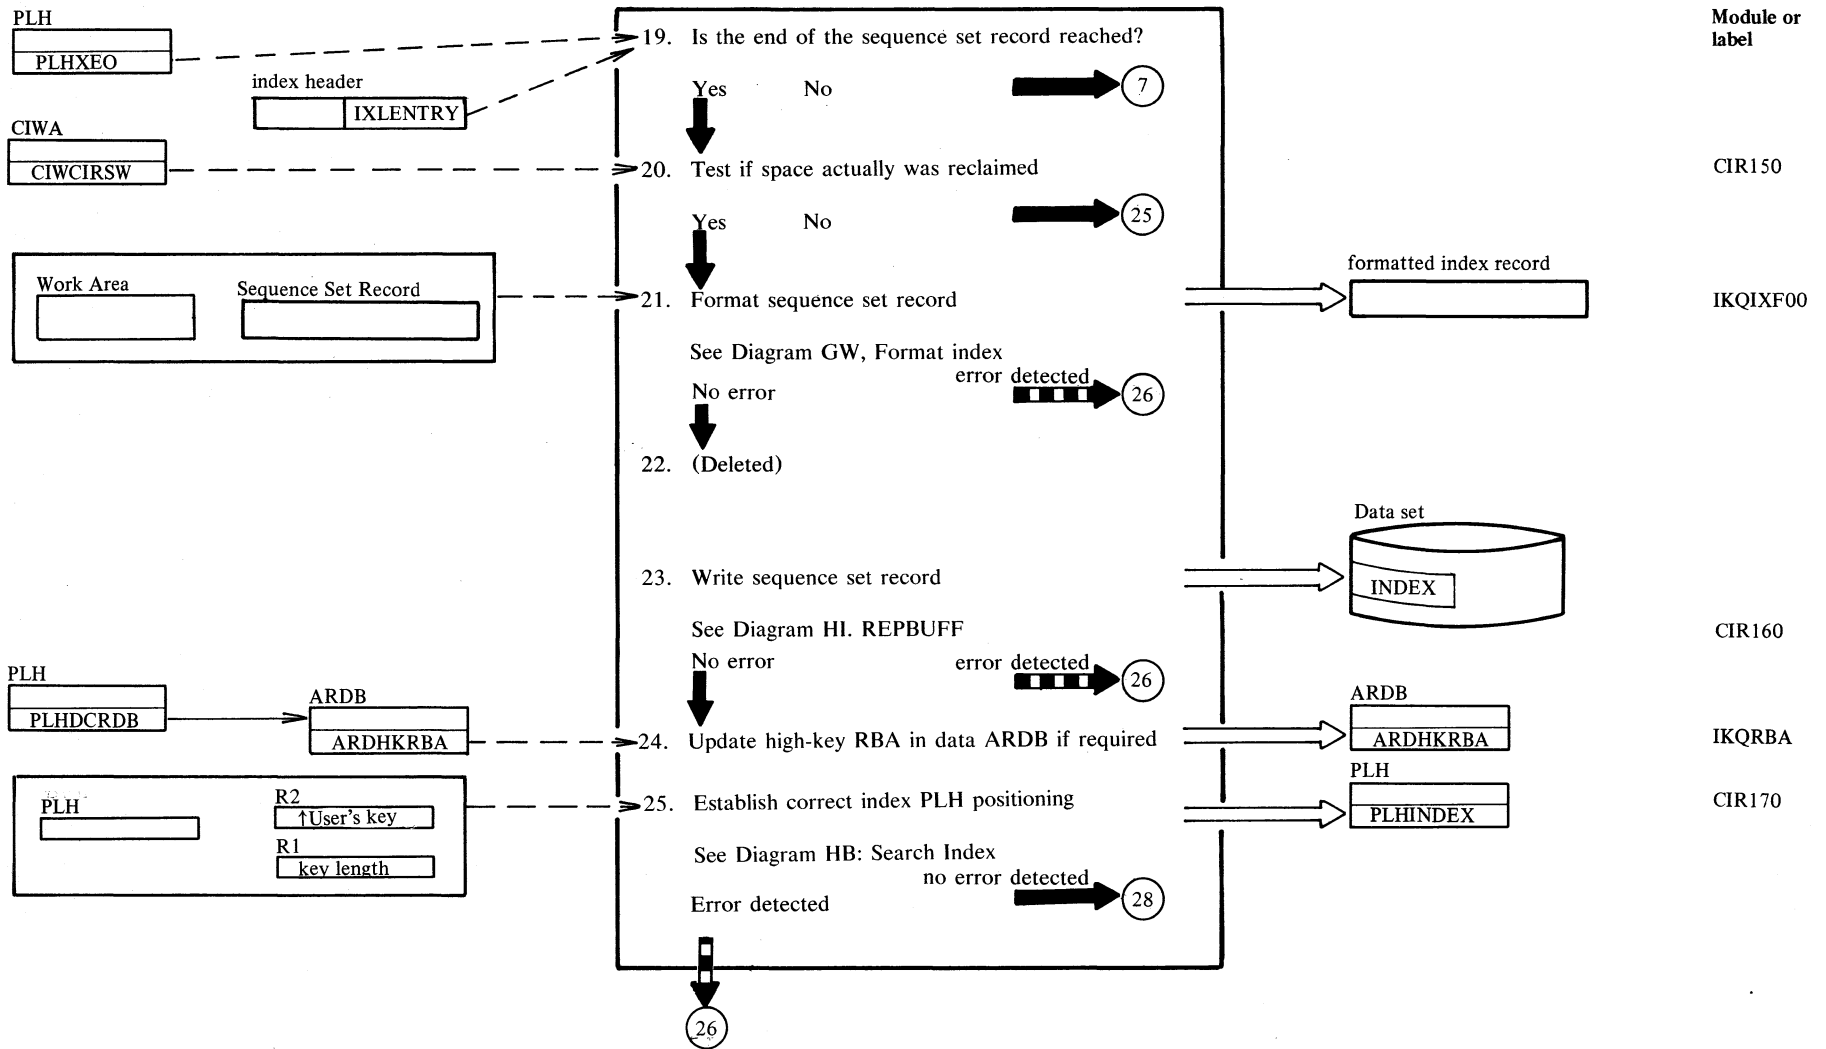 PLH
PLHXEO
index header
IXLENTRY
CIWA
CIWCIRSW
19. Is the end of the sequence set record reached?
Yes No
7
Module or
label
20. Test if space actually was reclaimed
CIR150
Yes No
25
Work Area
Sequence Set Record
21. Format sequence set record
formatted index record
IKQIXF00
See Diagram GW, Format index
error detected
No error
26
22. (Deleted)
Data set
INDEX
23. Write sequence set record
See Diagram HI. REPBUFF
CIR160
No error
error detected
26
PLH
PLHDCRDB
ARDB
ARDHKRBA
24. Update high-key RBA in data ARDB if required
ARDB
ARDHKRBA
IKQRBA
PLH
R2
↑User's key
R1
key length
25. Establish correct index PLH positioning
PLH
PLHINDEX
CIR170
See Diagram HB: Search Index
no error detected
28
Error detected
26